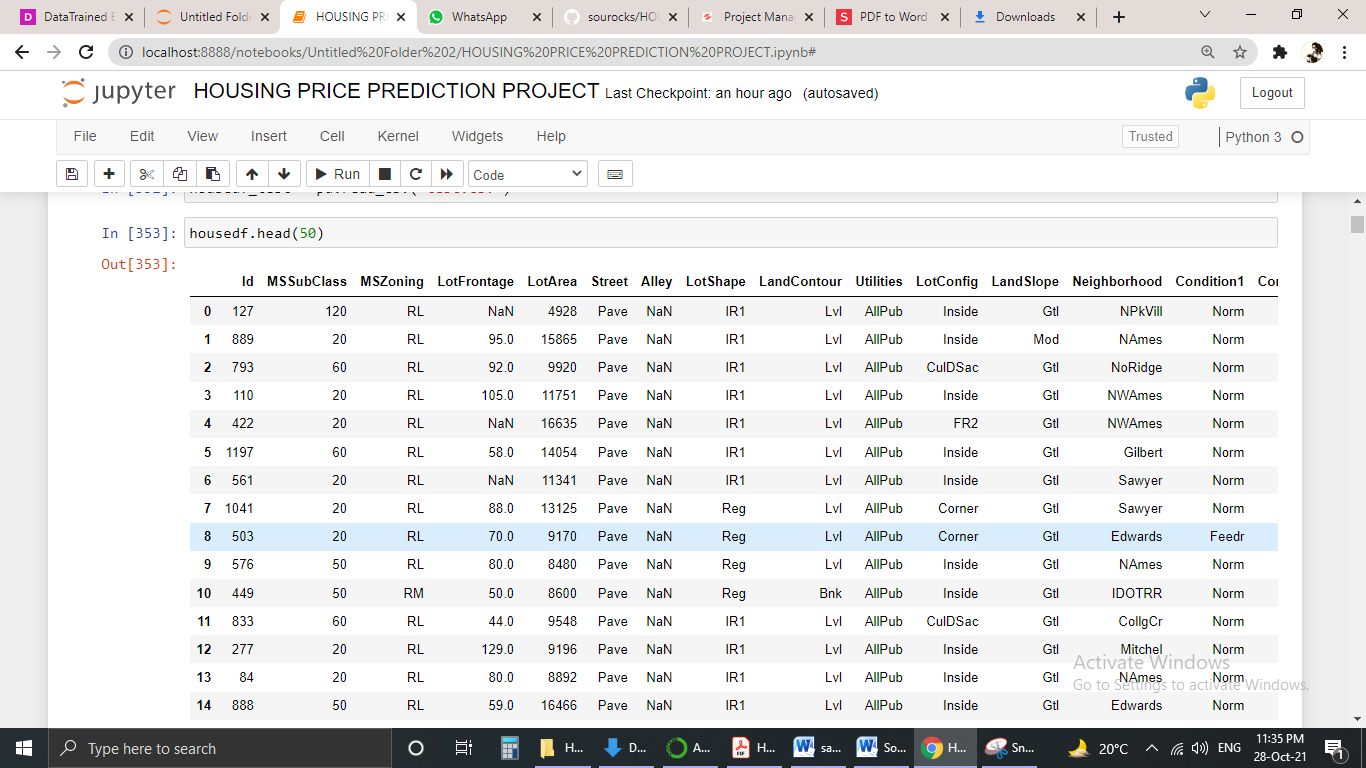 DataTrained E
Untitled Folde
HOUSING PRI
WhatsApp
sourocks/HOU
Project Mana
PDF to Word
Downloads
localhost:8888/notebooks/Untitled%20Folder%202/HOUSING%20PRICE%20PREDICTION%20PROJECT.ipynb#
jupyter HOUSING PRICE PREDICTION PROJECT Last Checkpoint: an hour ago (autosaved) Logout
File Edit View Insert Cell Kernel Widgets Help Trusted Python 3
Run Code
In [353]: housedf.head(50)
Out[353]:
Id MSSubClass MSZoning LotFrontage LotArea Street Alley LotShape LandContour Utilities LotConfig LandSlope Neighborhood Condition1 Cor
0 127 120 RL NaN 4928 Pave NaN IR1 Lvl AllPub Inside Gtl NPkVill Norm
1 889 20 RL 95.0 15865 Pave NaN IR1 Lvl AllPub Inside Mod NAmes Norm
2 793 60 RL 92.0 9920 Pave NaN IR1 Lvl AllPub CulDSac Gtl NoRidge Norm
3 110 20 RL 105.0 11751 Pave NaN IR1 Lvl AllPub Inside Gtl NWAmes Norm
4 422 20 RL NaN 16635 Pave NaN IR1 Lvl AllPub FR2 Gtl NWAmes Norm
5 1197 60 RL 58.0 14054 Pave NaN IR1 Lvl AllPub Inside Gtl Gilbert Norm
6 561 20 RL NaN 11341 Pave NaN IR1 Lvl AllPub Inside Gtl Sawyer Norm
7 1041 20 RL 88.0 13125 Pave NaN Reg Lvl AllPub Corner Gtl Sawyer Norm
8 503 20 RL 70.0 9170 Pave NaN Reg Lvl AllPub Corner Gtl Edwards Feedr
9 576 50 RL 80.0 8480 Pave NaN Reg Lvl AllPub Inside Gtl NAmes Norm
10 449 50 RM 50.0 8600 Pave NaN Reg Bnk AllPub Inside Gtl IDOTRR Norm
11 833 60 RL 44.0 9548 Pave NaN IR1 Lvl AllPub CulDSac Gtl CollgCr Norm
12 277 20 RL 129.0 9196 Pave NaN IR1 Lvl AllPub Inside Gtl Mitchel Norm
13 84 20 RL 80.0 8892 Pave NaN IR1 Lvl AllPub Inside Gtl NAmes Norm
14 888 50 RL 59.0 16466 Pave NaN IR1 Lvl AllPub Inside Gtl Edwards Norm
Activate Windows
Go to Settings to activate Windows.
Type here to search H... D... A... H... sa... So... H... Sn... 20°C ENG 11:35 PM
28-Oct-21
1